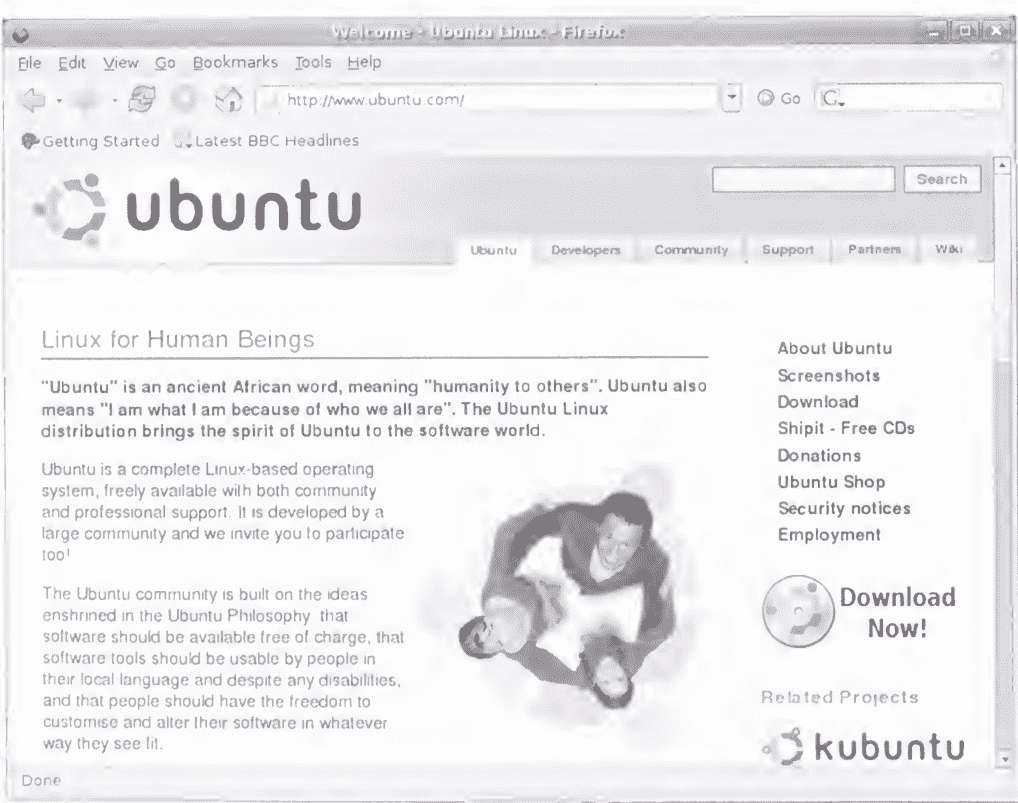 Welcome - Ubuntu Linux - Firefox
File Edit View Go Bookmarks Tools Help
http://www.ubuntu.com/ Go G
Getting Started Latest BBC Headlines
ubuntu
Search
Ubuntu Developers Community Support Partners Wiki
Linux for Human Beings
"Ubuntu" is an ancient African word, meaning "humanity to others". Ubuntu also
means "I am what I am because of who we all are". The Ubuntu Linux
distribution brings the spirit of Ubuntu to the software world.
Ubuntu is a complete Linux-based operating
system, freely available with both community
and professional support. It is developed by a
large community and we invite you to participate
too!
The Ubuntu community is built on the ideas
enshrined in the Ubuntu Philosophy that
software should be available free of charge, that
software tools should be usable by people in
their local language and despite any disabilities,
and that people should have the freedom to
customise and alter their software in whatever
way they see fit.
About Ubuntu
Screenshots
Download
Shipit - Free CDs
Donations
Ubuntu Shop
Security notices
Employment
Download
Now!
Related Projects
kubuntu
Done